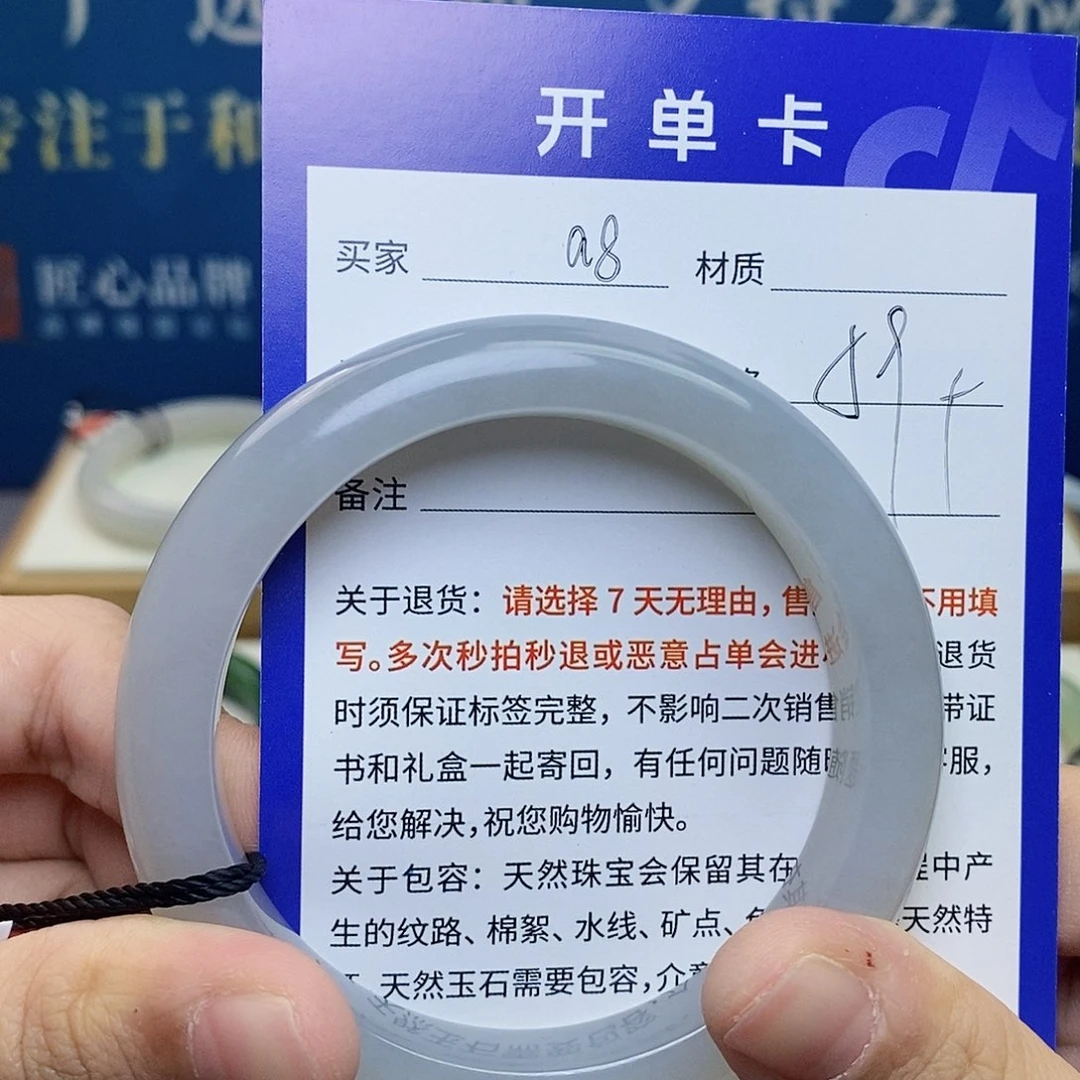 专注于和
匠心品牌
开单卡
买家 a8 材质
备注
关于退货：请选择 7 天无理由，售 不用填
写。多次秒拍秒退或恶意占单会进 退货
时须保证标签完整，不影响二次销售 带证
书和礼盒一起寄回，有任何问题随时 客服，
给您解决，祝您购物愉快。
关于包容：天然珠宝会保留其在 程中产
生的纹路、棉絮、水线、矿点、 天然特
天然玉石需要包容，介意